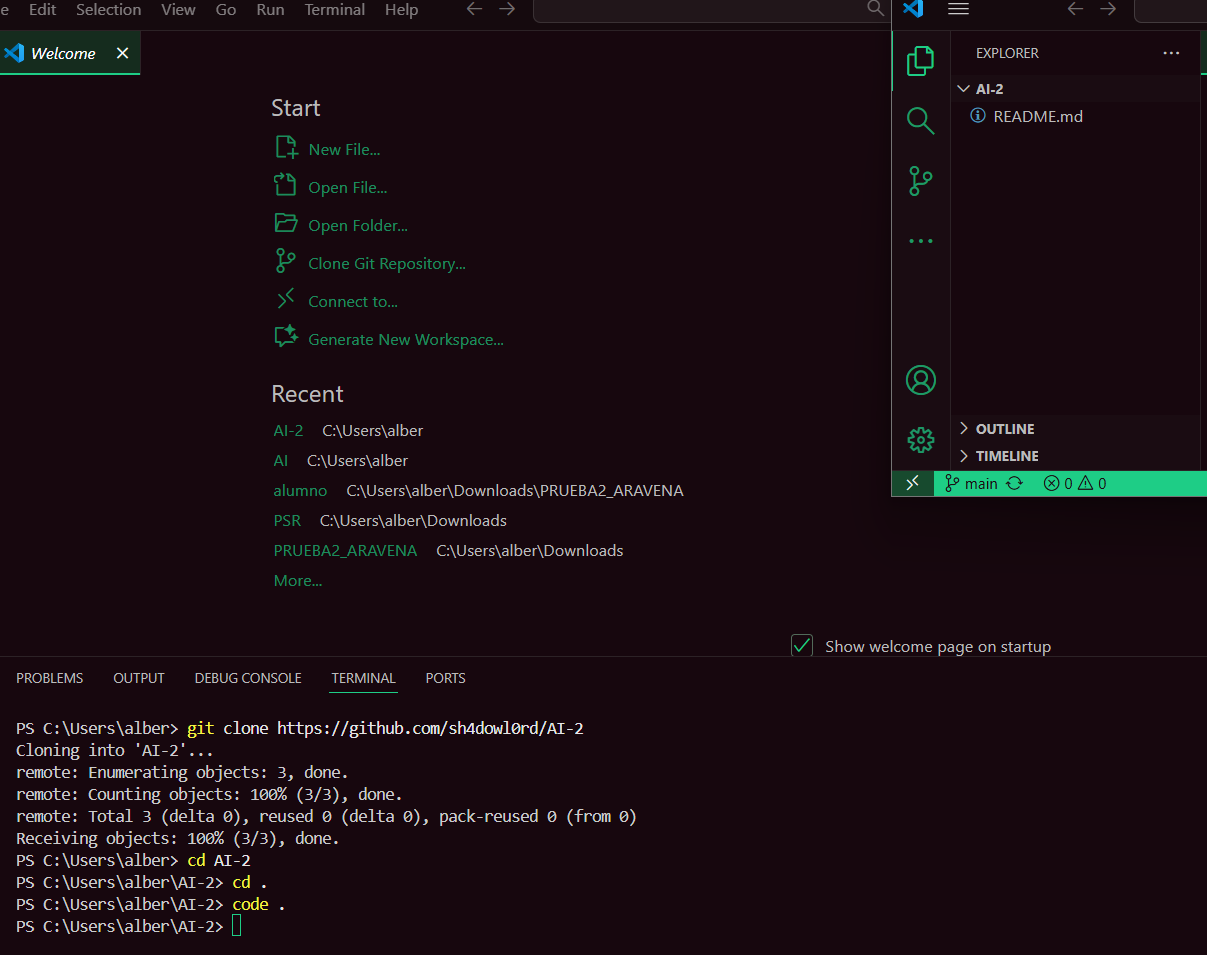 e Edit Selection View Go Run Terminal Help
Welcome
Start
New File...
Open File...
Open Folder...
Clone Git Repository...
Connect to...
Generate New Workspace...
Recent
AI-2 C:\Users\alber
AI C:\Users\alber
alumno C:\Users\alber\Downloads\PRUEBA2_ARAVENA
PSR C:\Users\alber\Downloads
PRUEBA2_ARAVENA C:\Users\alber\Downloads
More...
Show welcome page on startup
EXPLORER
AI-2
README.md
OUTLINE
TIMELINE
main 0 0
PROBLEMS OUTPUT DEBUG CONSOLE TERMINAL PORTS
PS C:\Users\alber> git clone https://github.com/sh4dowl0rd/AI-2
Cloning into 'AI-2'...
remote: Enumerating objects: 3, done.
remote: Counting objects: 100% (3/3), done.
remote: Total 3 (delta 0), reused 0 (delta 0), pack-reused 0 (from 0)
Receiving objects: 100% (3/3), done.
PS C:\Users\alber> cd AI-2
PS C:\Users\alber\AI-2> cd .
PS C:\Users\alber\AI-2> code .
PS C:\Users\alber\AI-2>